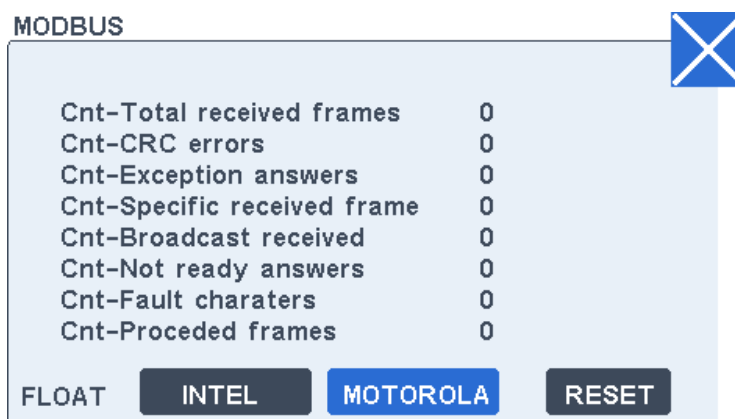 MODBUS
Cnt-Total received frames 0
Cnt-CRC errors 0
Cnt-Exception answers 0
Cnt-Specific received frame 0
Cnt-Broadcast received 0
Cnt-Not ready answers 0
Cnt-Fault charaters 0
Cnt-Proceded frames 0
FLOAT INTEL MOTOROLA RESET